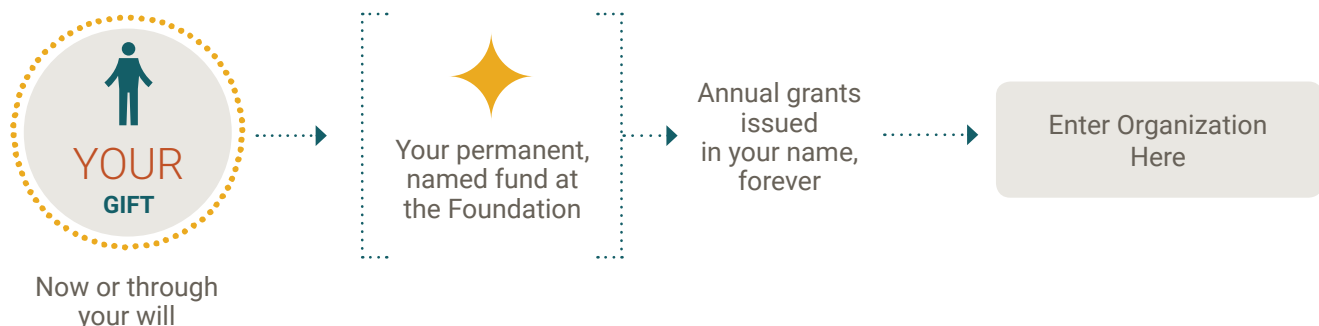 YOUR
GIFT
Now or through
your will
Your permanent,
named fund at
the Foundation
Annual grants
issued
in your name,
forever
Enter Organization
Here